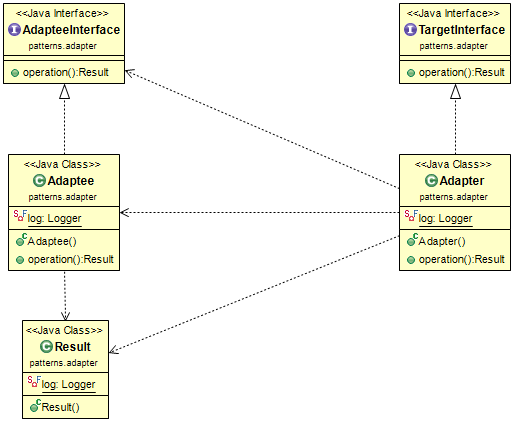 <<Java Interface>>
AdapteeInterface
patterns.adapter
operation():Result
<<Java Interface>>
TargetInterface
patterns.adapter
operation():Result
<<Java Class>>
Adaptee
patterns.adapter
log: Logger
Adaptee()
operation():Result
<<Java Class>>
Adapter
patterns.adapter
log: Logger
Adapter()
operation():Result
<<Java Class>>
Result
patterns.adapter
log: Logger
Result()